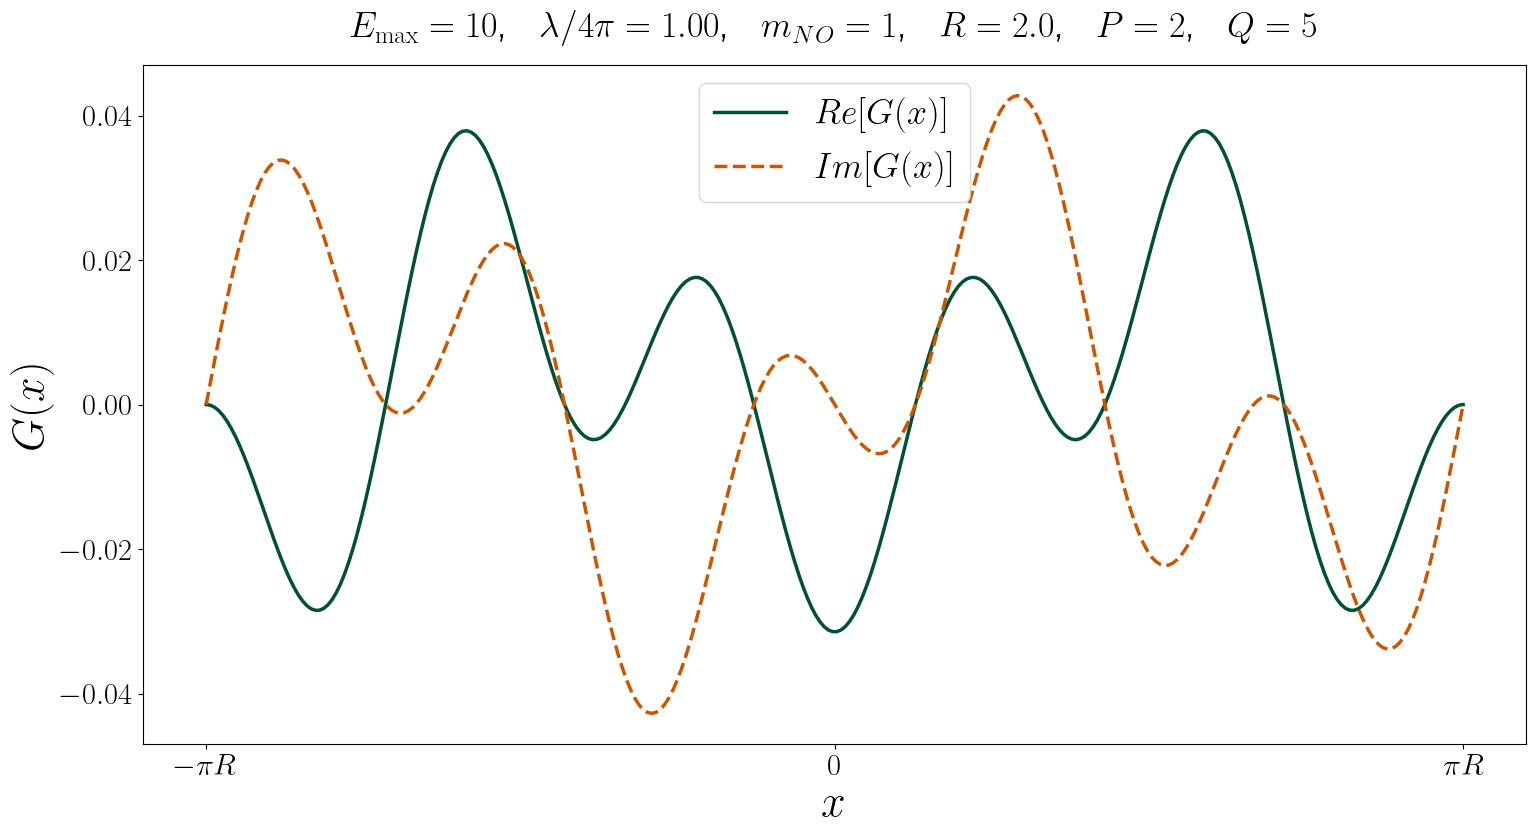 E_max = 10, λ/4π = 1.00, m_NO = 1, R = 2.0, P = 2, Q = 5
Re[G(x)]
Im[G(x)]
0.04
0.02
0.00
−0.02
−0.04
G(x)
−πR 0 πR
x